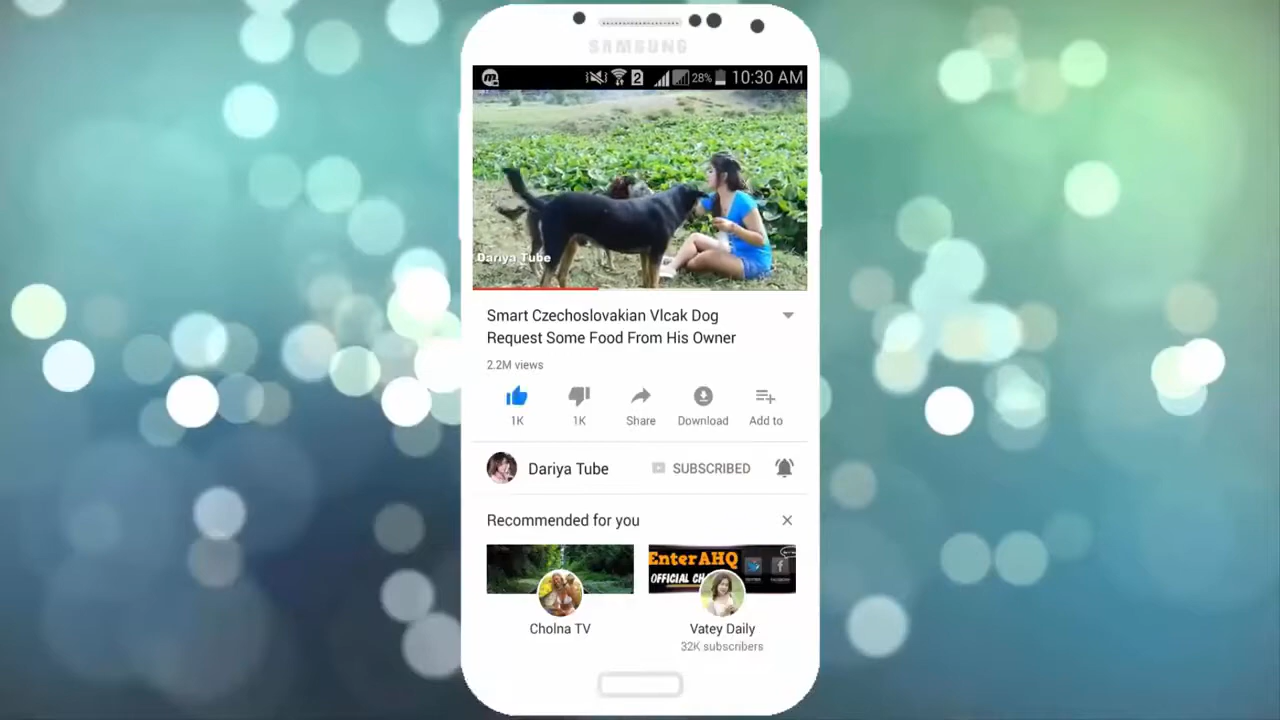 SAMSUNG
2
28%
10:30 AM
Dariya Tube
Smart Czechoslovakian Vlcak Dog
Request Some Food From His Owner
2.2M views
1K
1K
Share
Download
Add to
Dariya Tube
SUBSCRIBED
Recommended for you
EnterAHQ
OFFICIAL
Cholna TV
Vatey Daily
32K subscribers